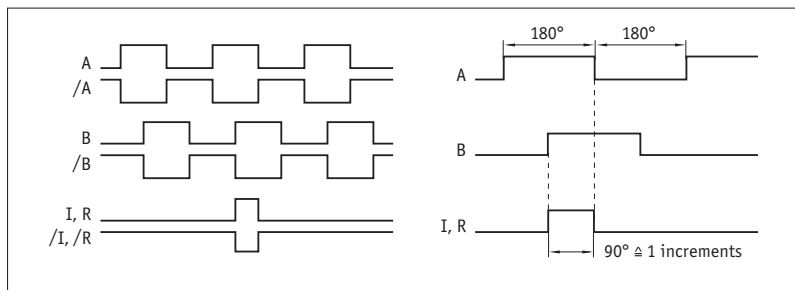 A
/A
B
/B
I, R
/I, /R
180° 180°
A
B
I, R
90° ≙ 1 increments